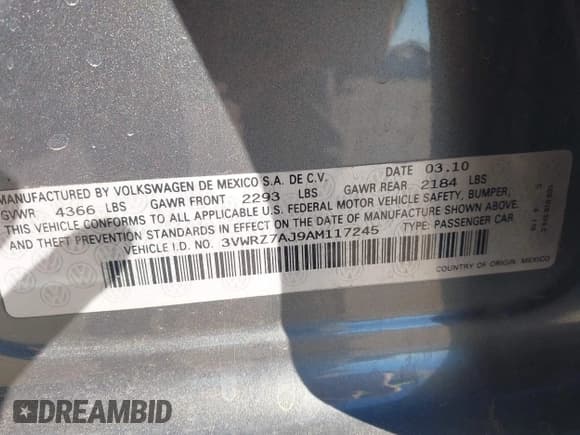 MANUFACTURED BY VOLKSWAGEN DE MEXICO S.A. DE C.V. DATE 03.10
GVWR 4366 LBS GAWR FRONT 2293 LBS GAWR REAR 2184 LBS
THIS VEHICLE CONFORMS TO ALL APPLICABLE U.S. FEDERAL MOTOR VEHICLE SAFETY, BUMPER,
AND THEFT PREVENTION STANDARDS IN EFFECT ON THE DATE OF MANUFACTURE SHOWN ABOVE.
VEHICLE I.D. NO. 3VWRZ7AJ9AM117245 TYPE: PASSENGER CAR
COUNTRY OF ORIGIN: MEXICO
DREAMBID